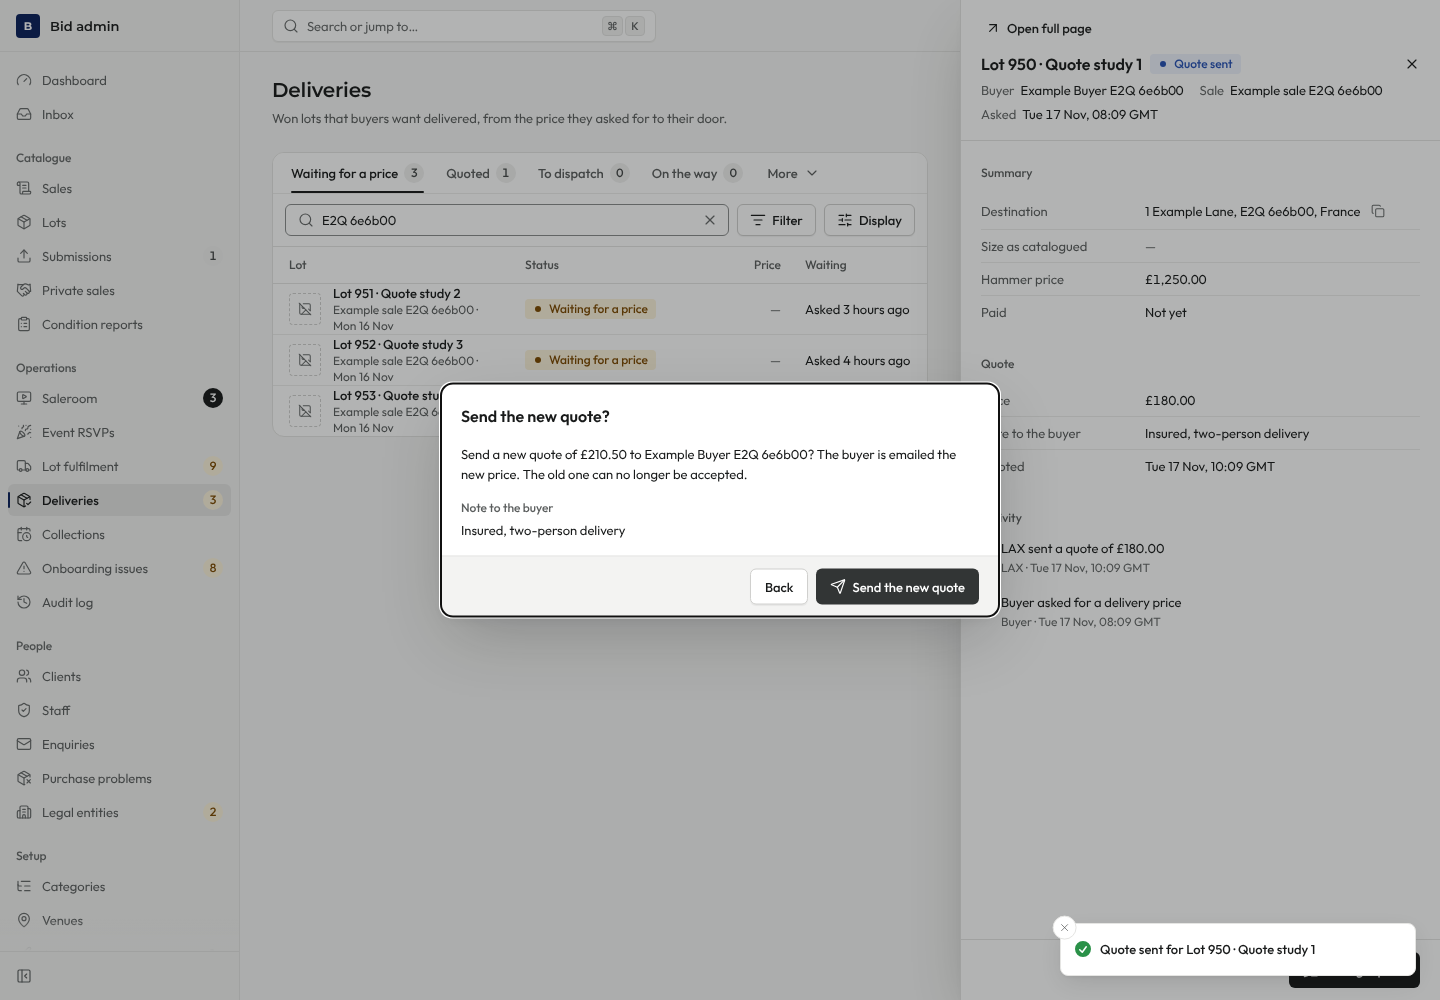 B Bid admin
Search or jump to...
⌘ K
Dashboard
Inbox
Catalogue
Sales
Lots
Submissions 1
Private sales
Condition reports
Operations
Saleroom 3
Event RSVPs
Lot fulfilment 9
Deliveries 3
Collections
Onboarding issues 8
Audit log
People
Clients
Staff
Enquiries
Purchase problems
Legal entities 2
Setup
Categories
Venues
Deliveries
Won lots that buyers want delivered, from the price they asked for to their door.
Waiting for a price 3 Quoted 1 To dispatch 0 On the way 0 More
E2Q 6e6b00
Filter
Display
Lot Status Price Waiting
Lot 951 · Quote study 2
Example sale E2Q 6e6b00 ·
Mon 16 Nov
Waiting for a price — Asked 3 hours ago
Lot 952 · Quote study 3
Example sale E2Q 6e6b00 ·
Mon 16 Nov
Waiting for a price — Asked 4 hours ago
Lot 953 · Quote stu
Example sale E2Q 6
Mon 16 Nov
Send the new quote?
Send a new quote of £210.50 to Example Buyer E2Q 6e6b00? The buyer is emailed the
new price. The old one can no longer be accepted.
Note to the buyer
Insured, two-person delivery
Back
Send the new quote
Open full page
Lot 950 · Quote study 1 Quote sent
Buyer Example Buyer E2Q 6e6b00 Sale Example sale E2Q 6e6b00
Asked Tue 17 Nov, 08:09 GMT
Summary
Destination 1 Example Lane, E2Q 6e6b00, France
Size as catalogued —
Hammer price £1,250.00
Paid Not yet
Quote
£180.00
to the buyer Insured, two-person delivery
Tue 17 Nov, 10:09 GMT
LAX sent a quote of £180.00
LAX · Tue 17 Nov, 10:09 GMT
Buyer asked for a delivery price
Buyer · Tue 17 Nov, 08:09 GMT
Quote sent for Lot 950 · Quote study 1